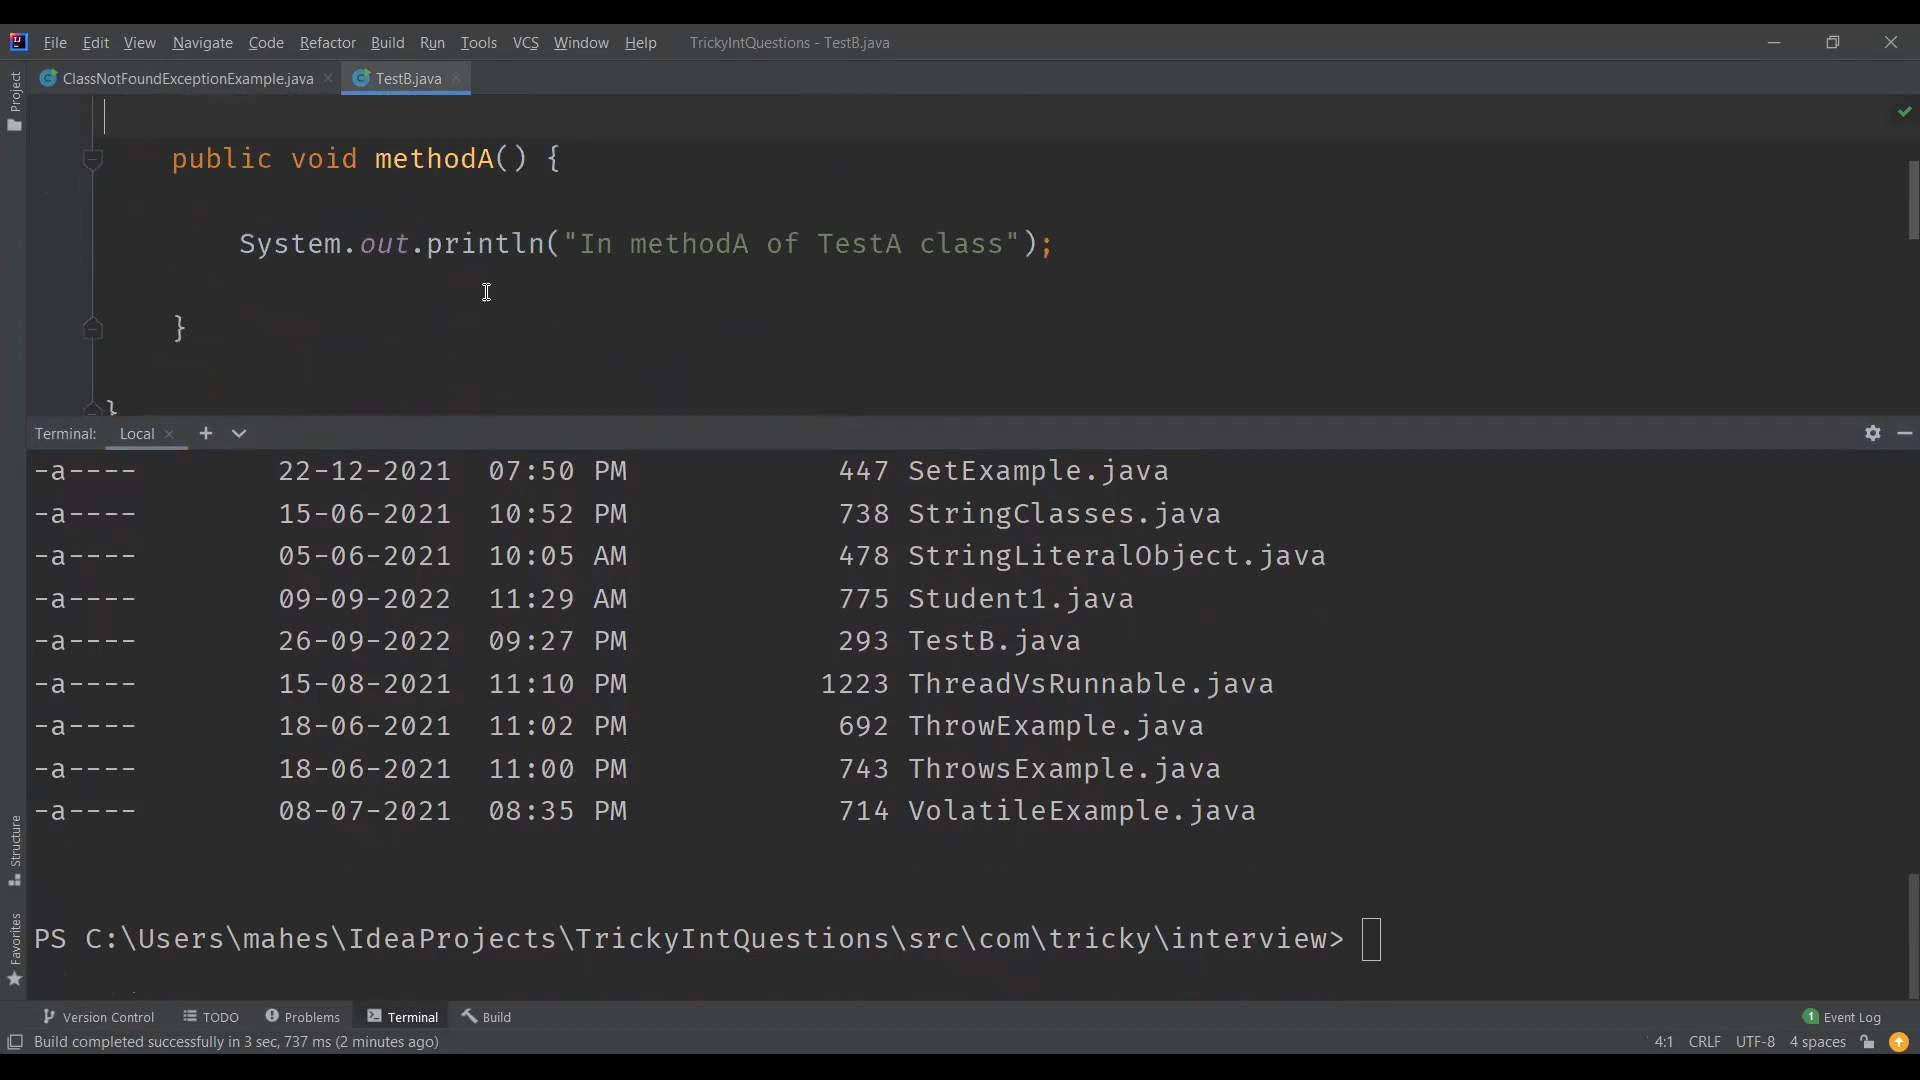 File Edit View Navigate Code Refactor Build Run Tools VCS Window Help TrickyIntQuestions - TestB.java
ClassNotFoundExceptionExample.java TestB.java
Project
public void methodA() {
System.out.println("In methodA of TestA class");
}
}
Terminal: Local
-a---- 22-12-2021 07:50 PM 447 SetExample.java
-a---- 15-06-2021 10:52 PM 738 StringClasses.java
-a---- 05-06-2021 10:05 AM 478 StringLiteralObject.java
-a---- 09-09-2022 11:29 AM 775 Student1.java
-a---- 26-09-2022 09:27 PM 293 TestB.java
-a---- 15-08-2021 11:10 PM 1223 ThreadVsRunnable.java
-a---- 18-06-2021 11:02 PM 692 ThrowExample.java
-a---- 18-06-2021 11:00 PM 743 ThrowsExample.java
-a---- 08-07-2021 08:35 PM 714 VolatileExample.java
Structure
Favorites
PS C:\Users\mahes\IdeaProjects\TrickyIntQuestions\src\com\tricky\interview>
Version Control TODO Problems Terminal Build 1 Event Log
Build completed successfully in 3 sec, 737 ms (2 minutes ago) 4:1 CRLF UTF-8 4 spaces